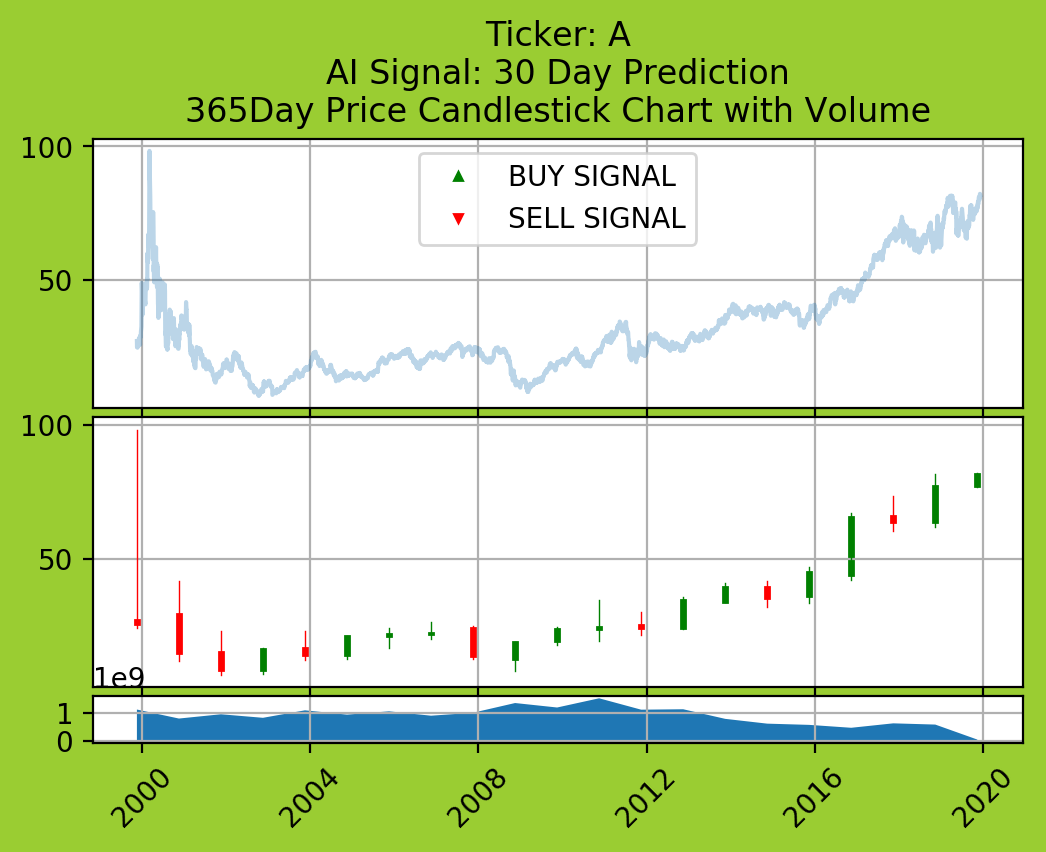 Ticker: A
AI Signal: 30 Day Prediction
365Day Price Candlestick Chart with Volume
100
50
BUY SIGNAL
SELL SIGNAL
100
50
1e9
1
0
2000 2004 2008 2012 2016 2020